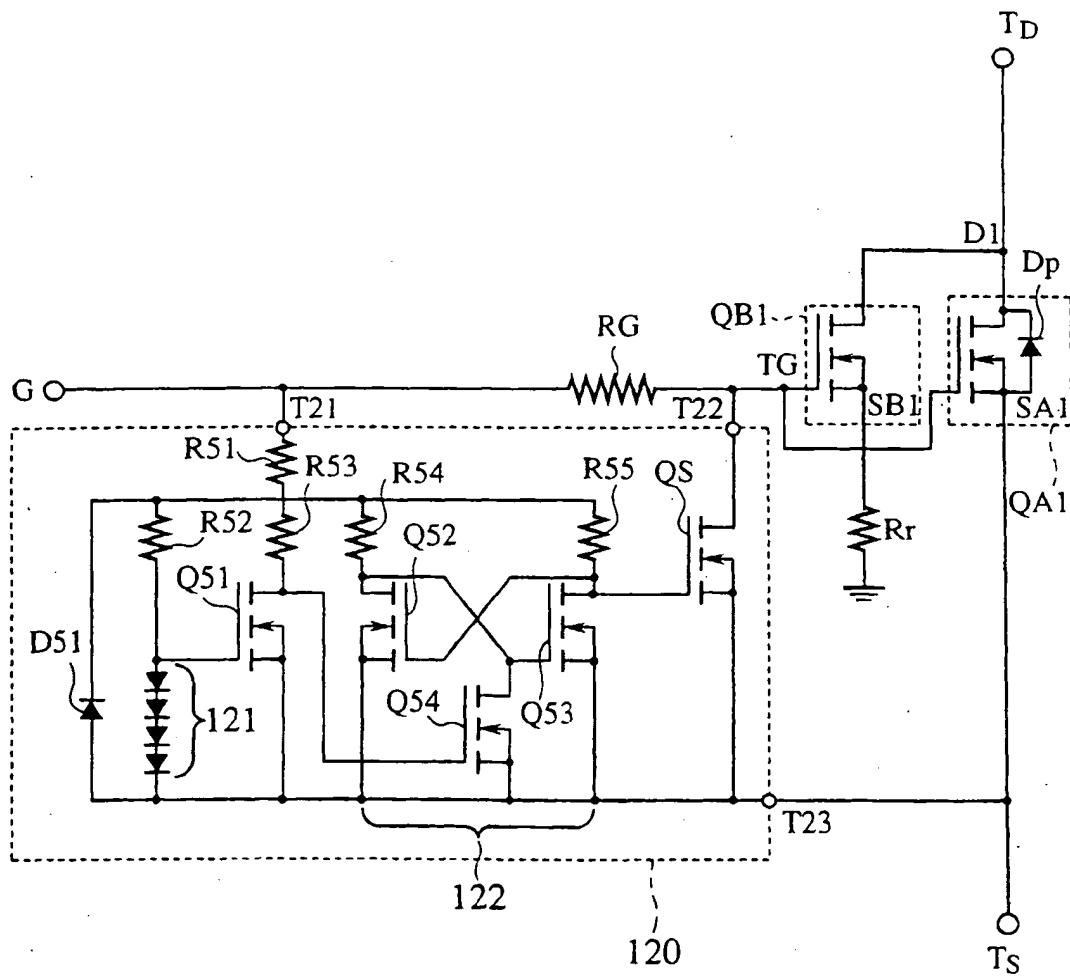 TD
D1
Dp
QB1
RG
TG
G
T21
T22
SB1
SA1
R51
R53
R54
R55
QS
QA1
R52
Q52
Rr
Q51
D51
Q54
Q53
121
T23
122
120
TS